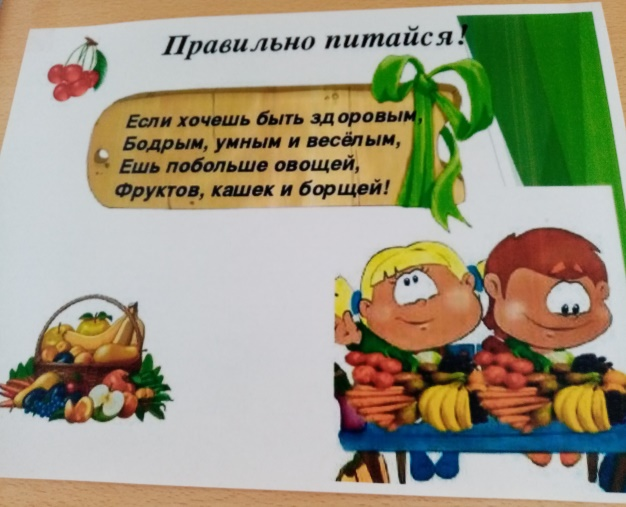 Правильно питайся!
Если хочешь быть здоровым,
Бодрым, умным и весёлым,
Ешь побольше овощей,
Фруктов, кашек и борщей!